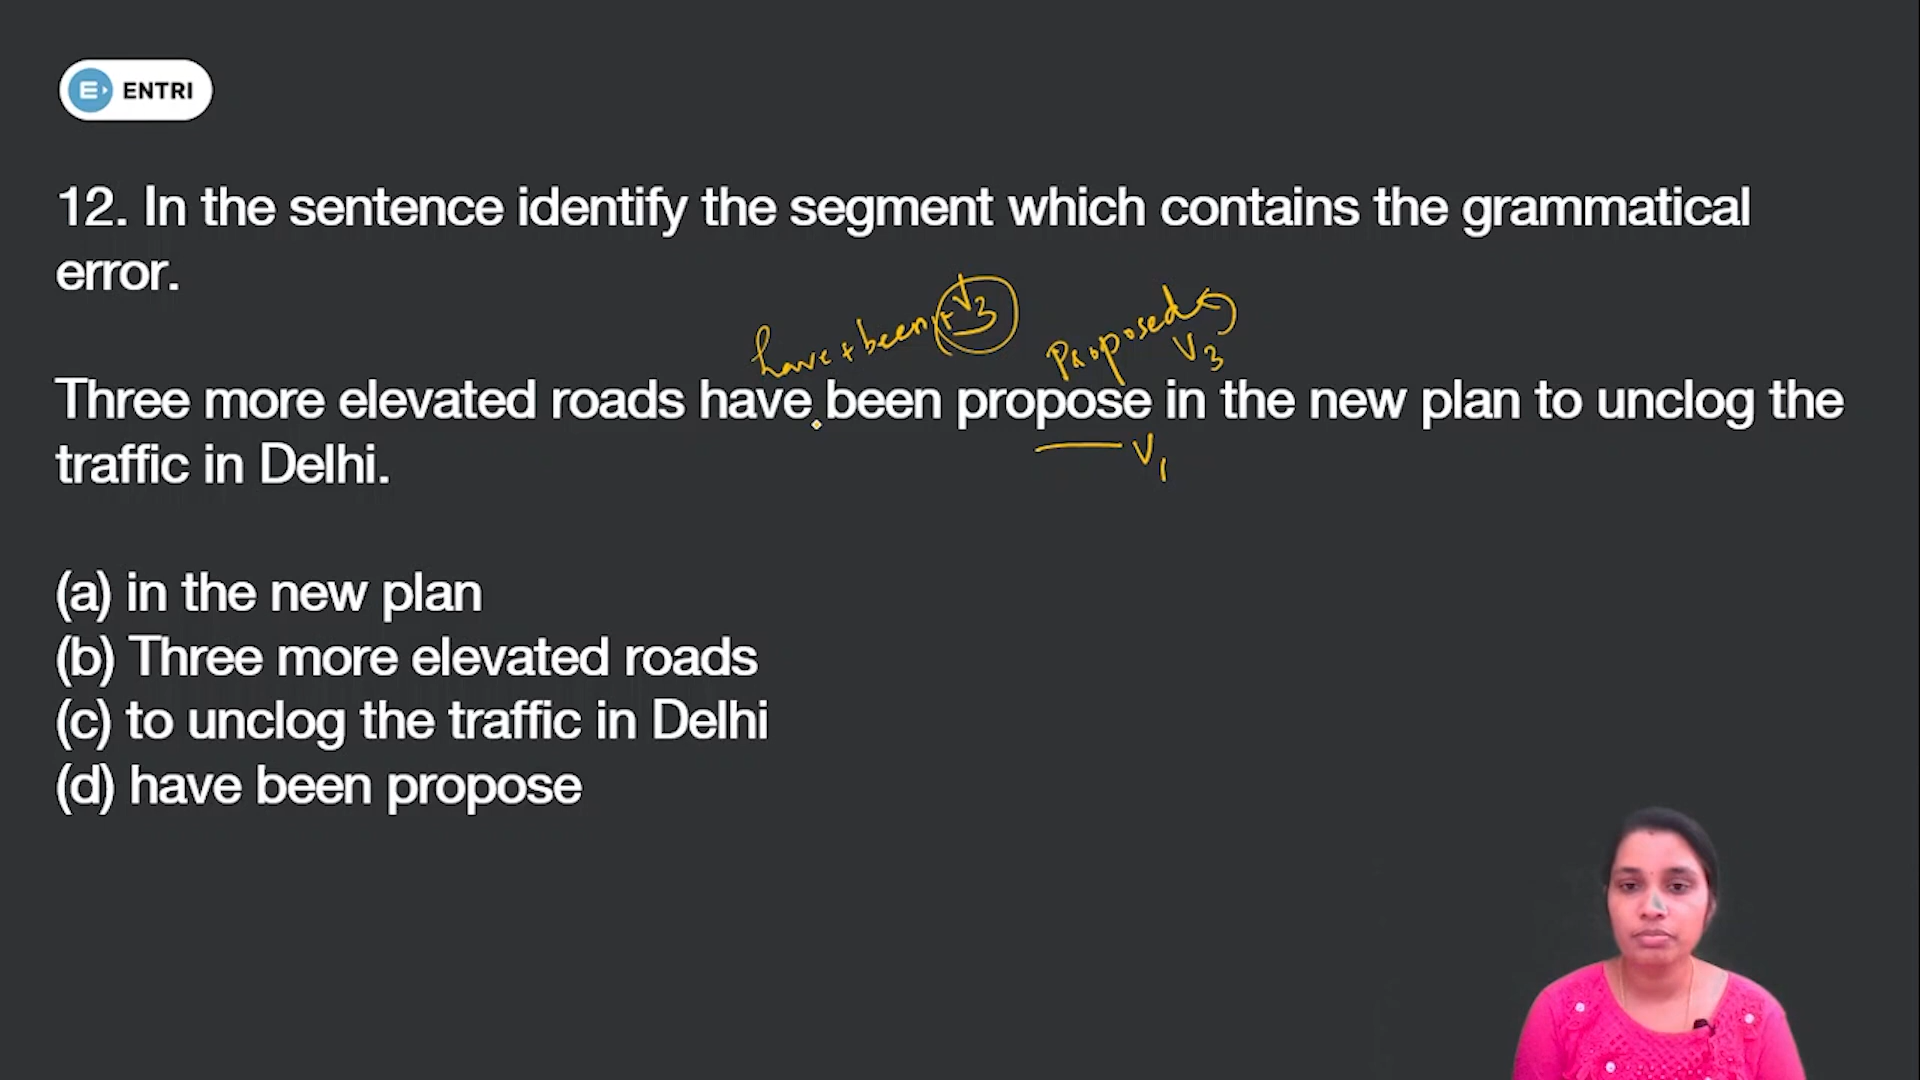 ENTRI
12. In the sentence identify the segment which contains the grammatical
error.
have + been + V3
Proposed
V3
Three more elevated roads have been propose in the new plan to unclog the
V1
traffic in Delhi.
(a) in the new plan
(b) Three more elevated roads
(c) to unclog the traffic in Delhi
(d) have been propose